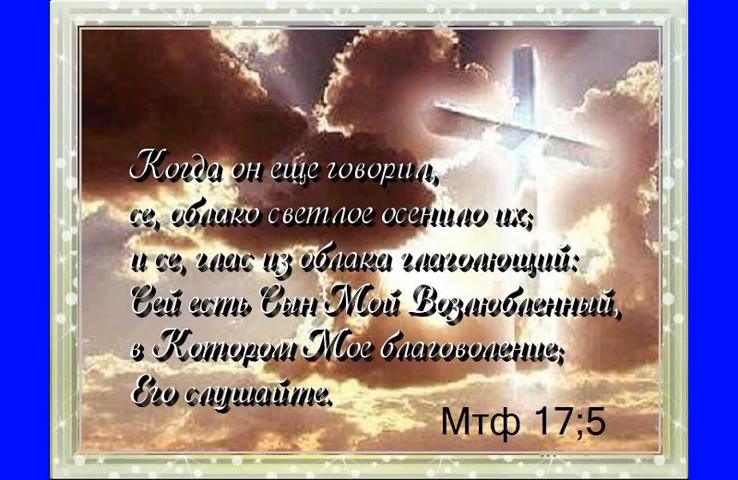 Когда он еще говорил,
се, облако светлое осенило их;
и се, глас из облака глаголющий:
Сей есть Сын Мой Возлюбленный,
в Котором Мое благоволение;
Его слушайте.
Мтф 17;5
...